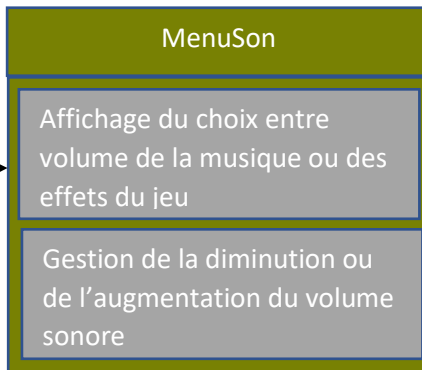 MenuSon
Affichage du choix entre
volume de la musique ou des
effets du jeu
Gestion de la diminution ou
de l’augmentation du volume
sonore